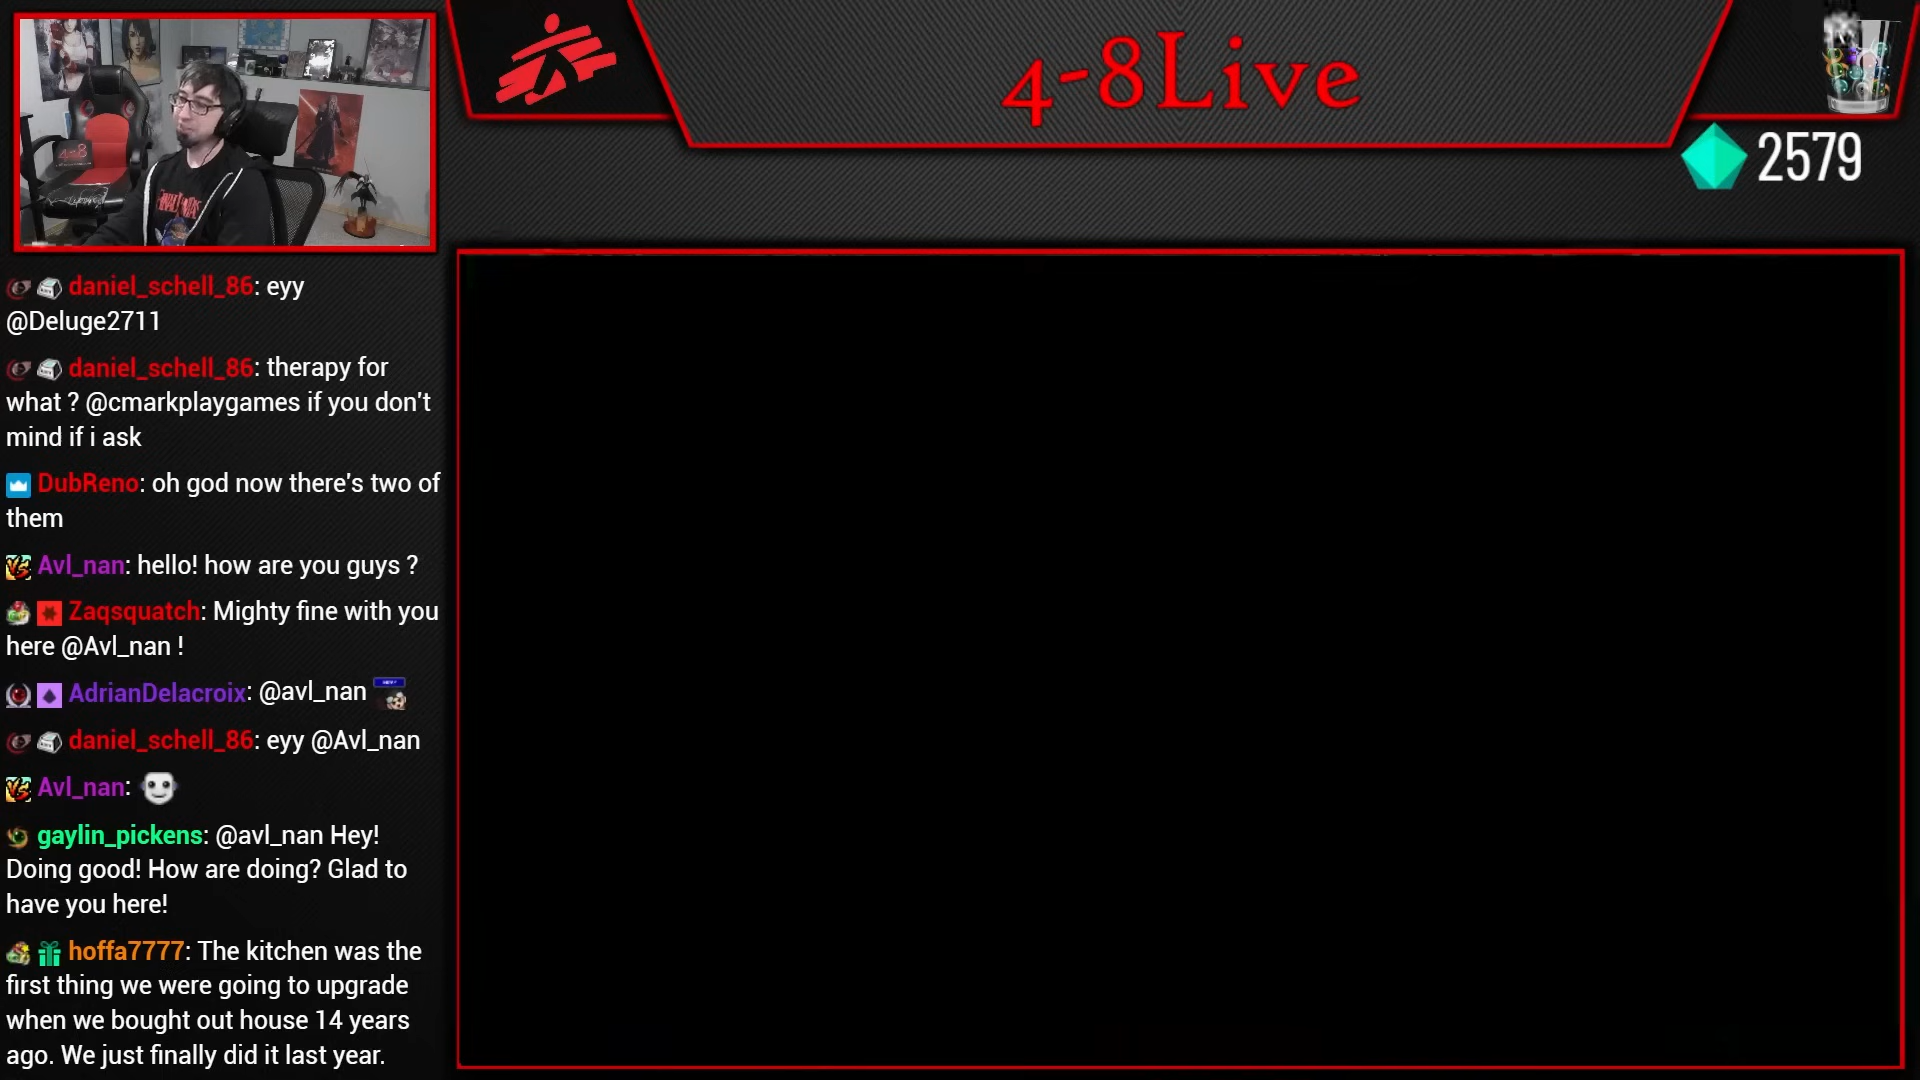 4-8Live
2579
4-8
daniel_schell_86: eyy
@Deluge2711
daniel_schell_86: therapy for
what ? @cmarkplaygames if you don't
mind if i ask
DubReno: oh god now there's two of
them
Avl_nan: hello! how are you guys ?
Zaqsquatch: Mighty fine with you
here @Avl_nan !
AdrianDelacroix: @avl_nan
daniel_schell_86: eyy @Avl_nan
Avl_nan:
gaylin_pickens: @avl_nan Hey!
Doing good! How are doing? Glad to
have you here!
hoffa7777: The kitchen was the
first thing we were going to upgrade
when we bought out house 14 years
ago. We just finally did it last year.